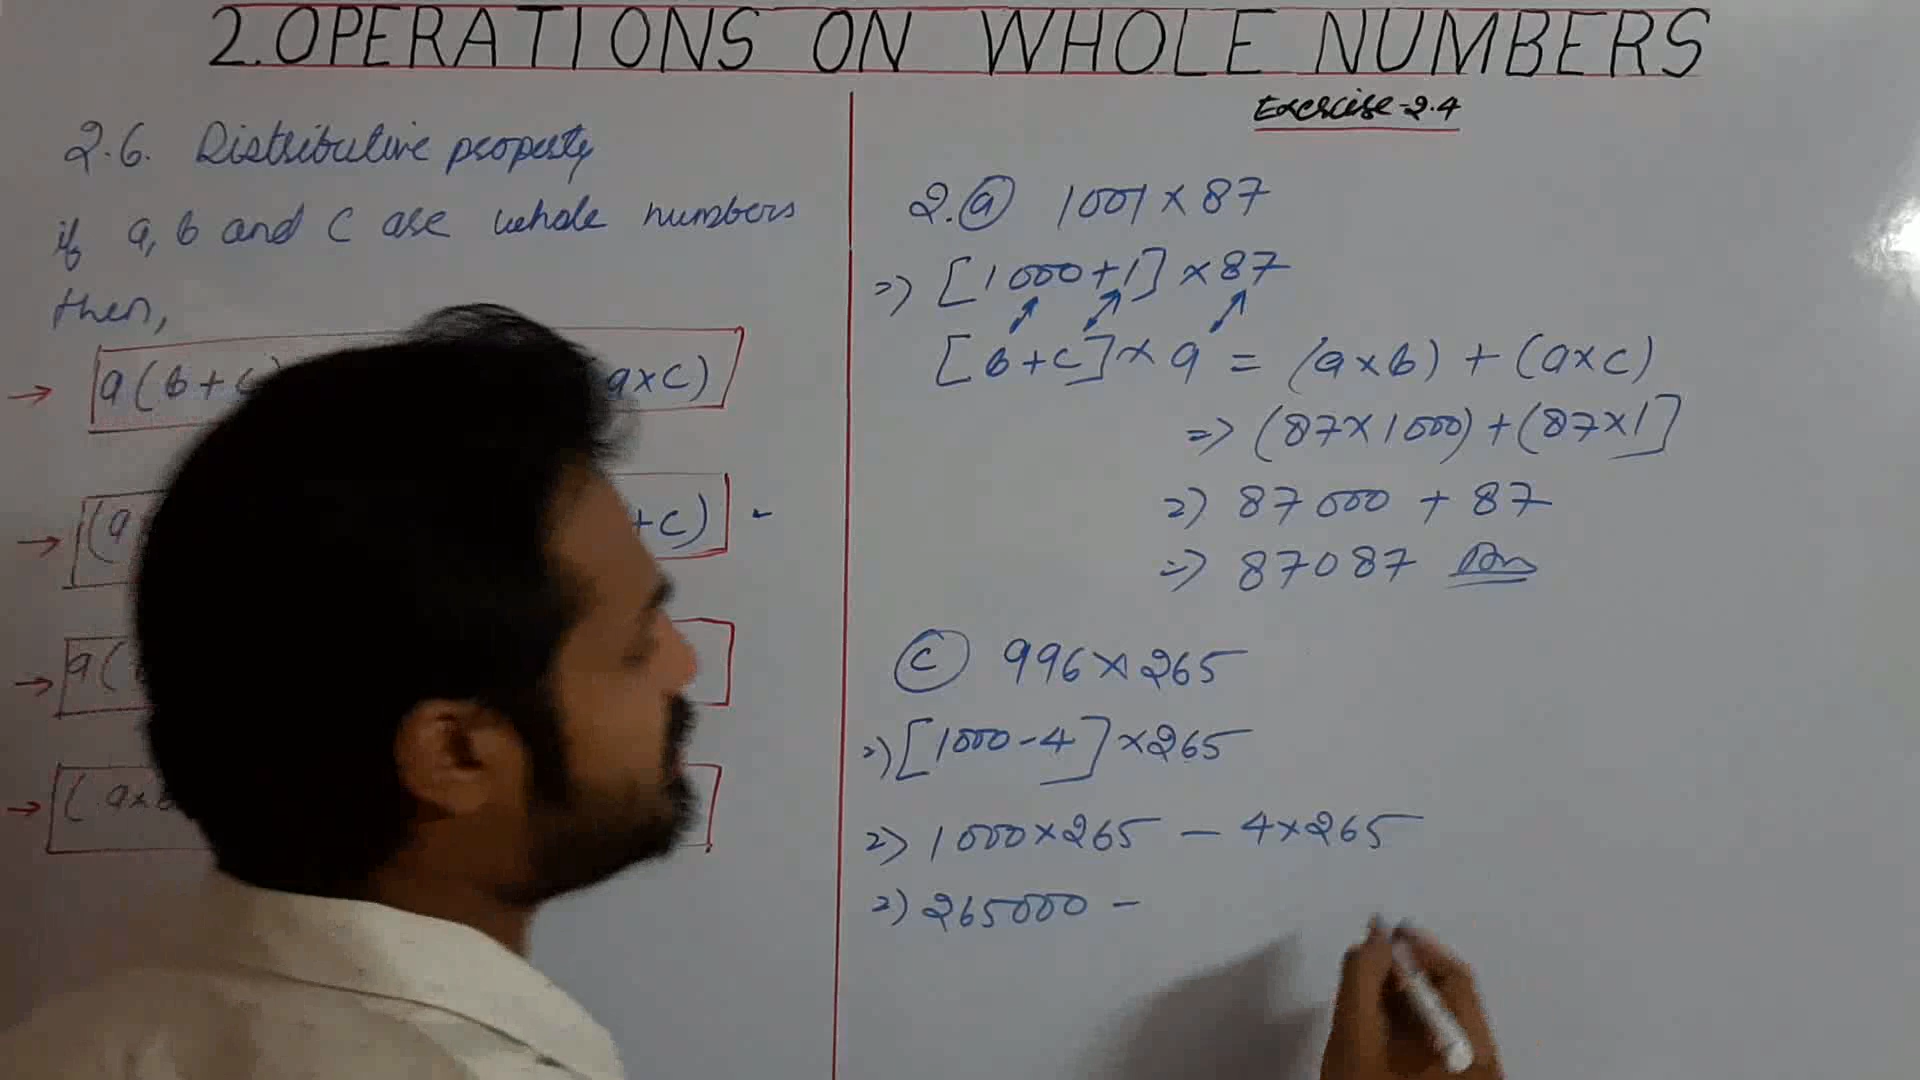 2.OPERATIONS ON WHOLE NUMBERS
2.6. Distributive property
if a, b and c are whole numbers
then,
→ a(b+c) axc)
→ (a +c)
→ a(
→ (axb
Exercise-2.4
2.(a) 1001×87
=> [1000+1]×87
[b+c]×a = (a×b)+(a×c)
=> (87×1000)+(87×1]
=> 87000 + 87
=> 87087 Ans
(c) 996×265
=> [1000-4]×265
=> 1000×265 - 4×265
=> 265000 -